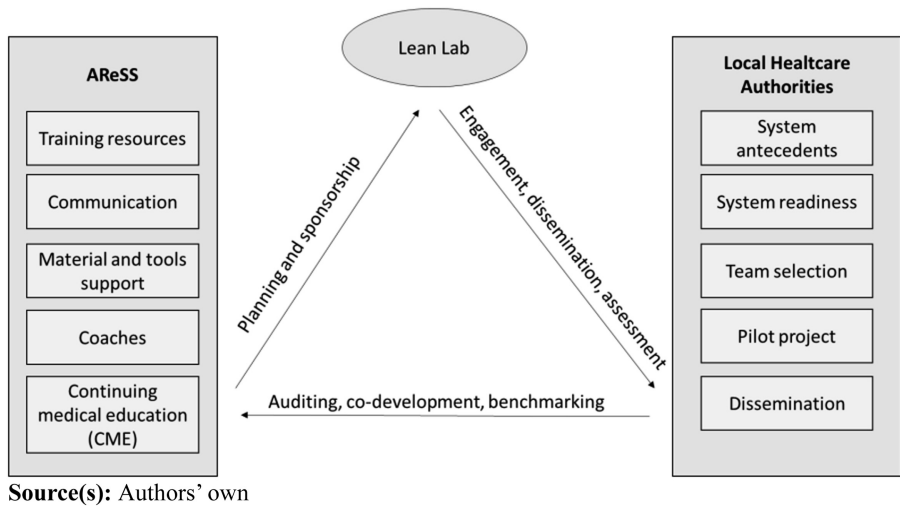 Lean Lab
AReSS
Training resources
Communication
Material and tools
support
Coaches
Continuing
medical education
(CME)
Planning and sponsorship
Engagement, dissemination, assessment
Auditing, co-development, benchmarking
Local Healtcare
Authorities
System
antecedents
System readiness
Team selection
Pilot project
Dissemination
Source(s): Authors’ own